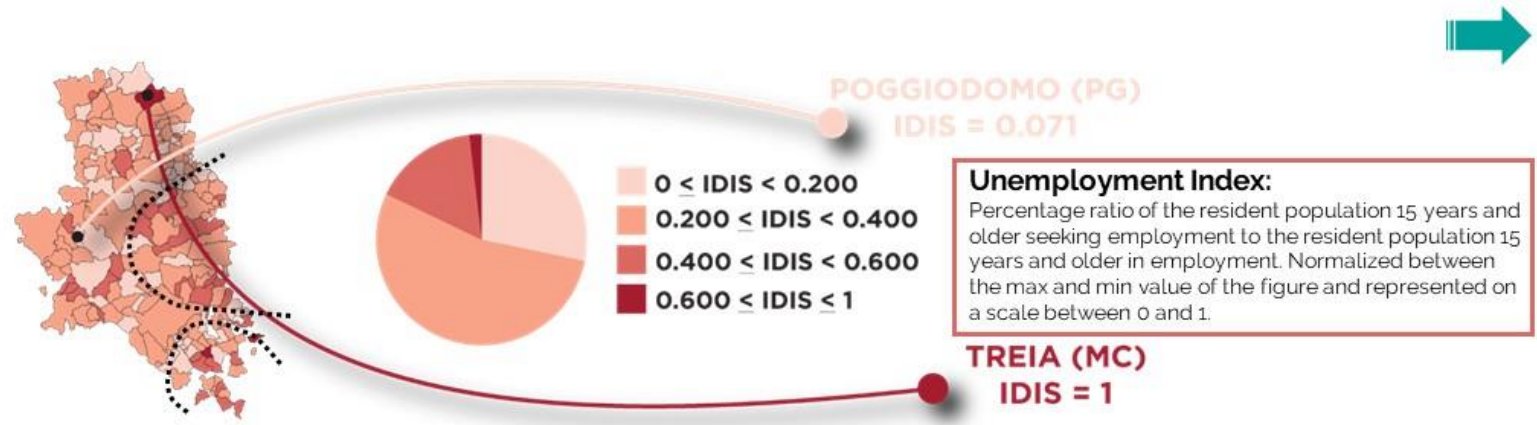 POGGIODOMO (PG)
IDIS = 0.071
0 ≤ IDIS < 0.200
0.200 ≤ IDIS < 0.400
0.400 ≤ IDIS < 0.600
0.600 ≤ IDIS ≤ 1
Unemployment Index:
Percentage ratio of the resident population 15 years and
older seeking employment to the resident population 15
years and older in employment. Normalized between
the max and min value of the figure and represented on
a scale between 0 and 1.
TREIA (MC)
IDIS = 1